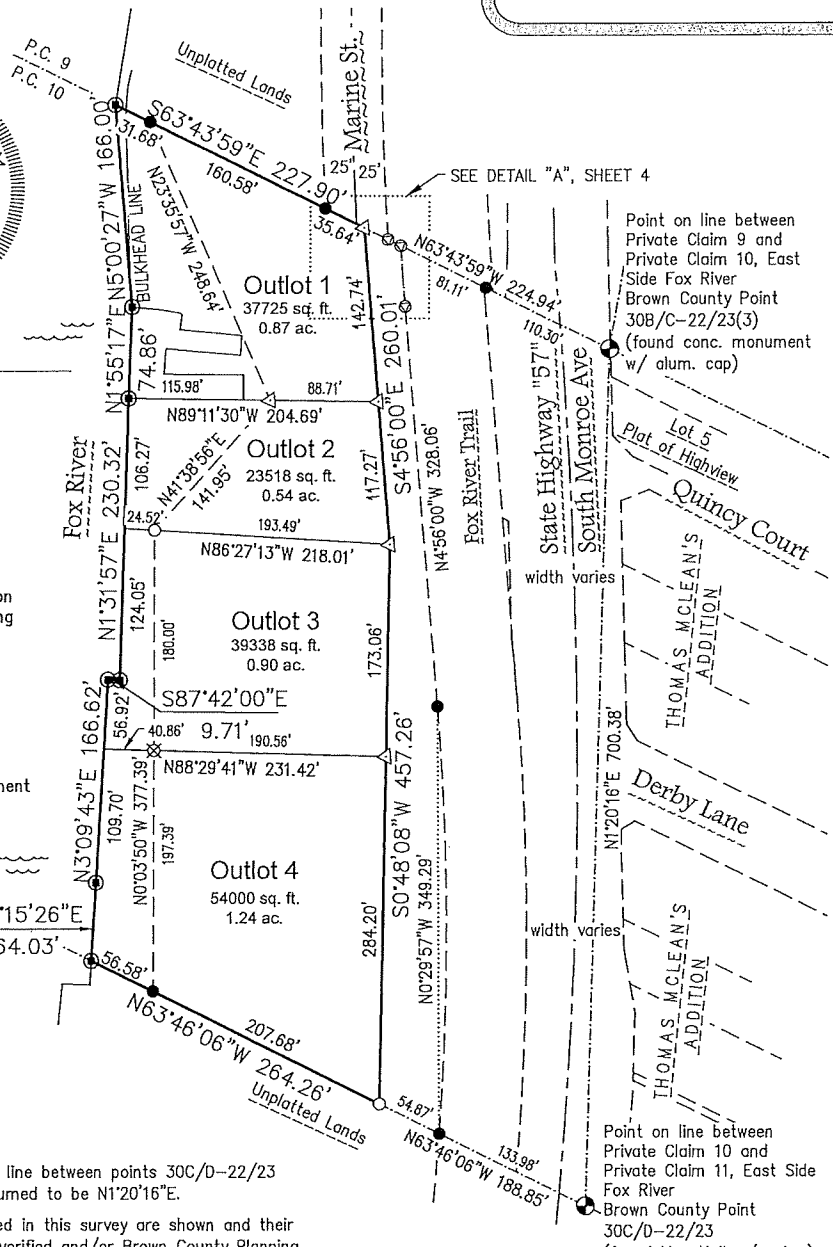 P.C. 9
P.C. 10
Unplatted Lands
Marine St.
25' 25'
SEE DETAIL "A", SHEET 4
31.68'
S63°43'59"E 227.90'
160.58'
35.64'
N5°00'27"W 166.00'
BULKHEAD LINE
N23°35'57"W 248.64'
N63°43'59"W 224.94'
81.11'
110.30'
Point on line between
Private Claim 9 and
Private Claim 10, East
Side Fox River
Brown County Point
30B/C-22/23(3)
(found conc. monument
w/ alum. cap)
Outlot 1
37725 sq. ft.
0.87 ac.
142.74'
S4°56'00"E 260.01'
N1°55'17"E
74.86'
115.98'
88.71'
N89°11'30"W 204.69'
Outlot 2
23518 sq. ft.
0.54 ac.
117.27'
N41°38'56"E
141.95'
106.27'
Fox River
N1°31'57"E 230.32'
24.52'
193.49'
N86°27'13"W 218.01'
N4°56'00"W 328.06'
Fox River Trail
State Highway "57"
South Monroe Ave
Lot 5
Plat of Highview
Quincy Court
width varies
THOMAS MCLEAN'S
ADDITION
on
ng
124.05'
180.00'
Outlot 3
39338 sq. ft.
0.90 ac.
173.06'
S87°42'00"E
9.71'
56.92'
40.86'
190.56'
N88°29'41"W 231.42'
N3°09'43"E 166.62'
109.70'
N0°03'50"W 377.39'
197.39'
Outlot 4
54000 sq. ft.
1.24 ac.
284.20'
S0°48'08"W 457.26'
N0°29'57"W 349.29'
N1°20'16"E 700.38'
Derby Lane
width varies
THOMAS MCLEAN'S
ADDITION
ment
°15'26"E
64.03'
56.58'
N63°46'06"W 264.26'
207.68'
Unplatted Lands
54.87'
N63°46'06"W 188.85'
133.98'
Point on line between
Private Claim 10 and
Private Claim 11, East Side
Fox River
Brown County Point
30C/D-22/23
line between points 30C/D-22/23
umed to be N1°20'16"E.
ed in this survey are shown and their
verified and/or Brown County Planning